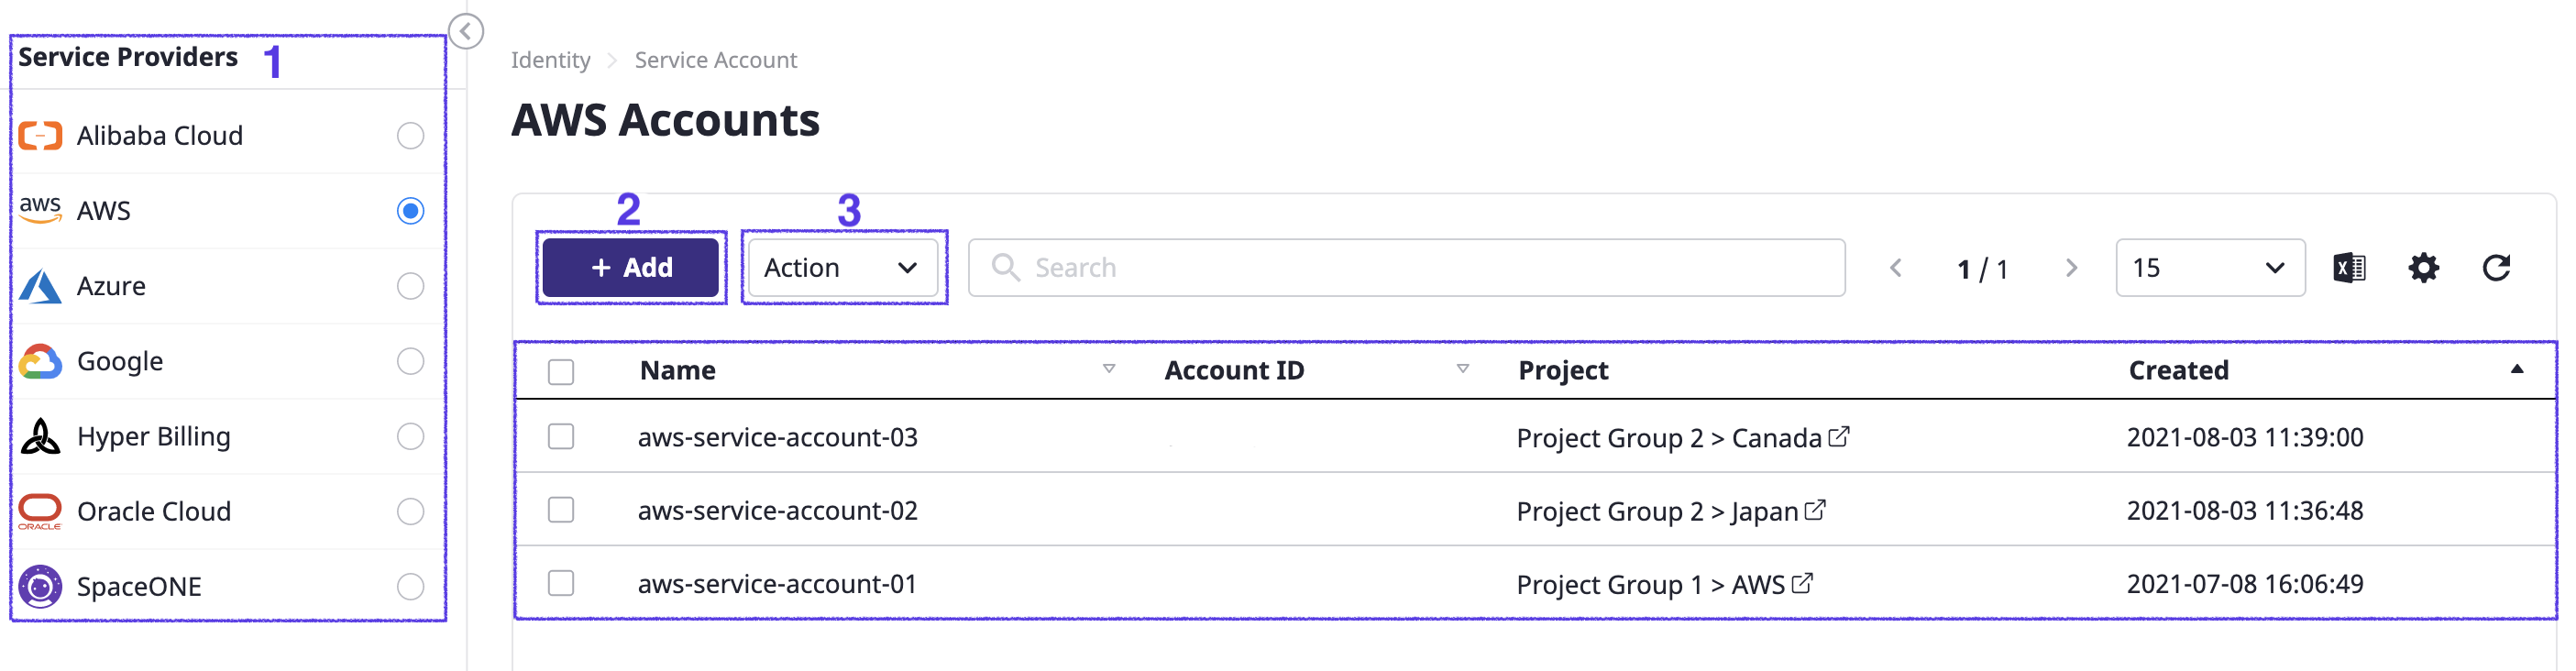 Service Providers 1
Alibaba Cloud
aws AWS
Azure
Google
Hyper Billing
ORACLE Oracle Cloud
SpaceONE
Identity > Service Account
AWS Accounts
2 3
+ Add Action Search 1 / 1 15
Name Account ID Project Created
aws-service-account-03 Project Group 2 > Canada 2021-08-03 11:39:00
aws-service-account-02 Project Group 2 > Japan 2021-08-03 11:36:48
aws-service-account-01 Project Group 1 > AWS 2021-07-08 16:06:49